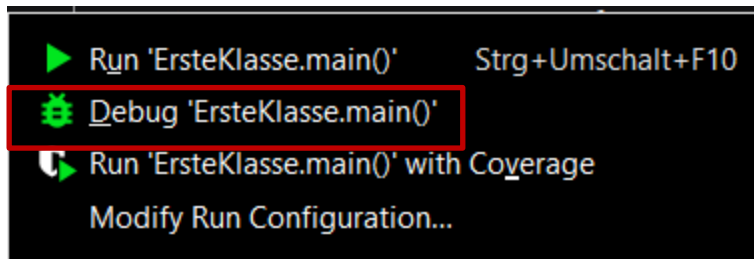 Run 'ErsteKlasse.main()' Strg+Umschalt+F10
Debug 'ErsteKlasse.main()'
Run 'ErsteKlasse.main()' with Coverage
Modify Run Configuration...